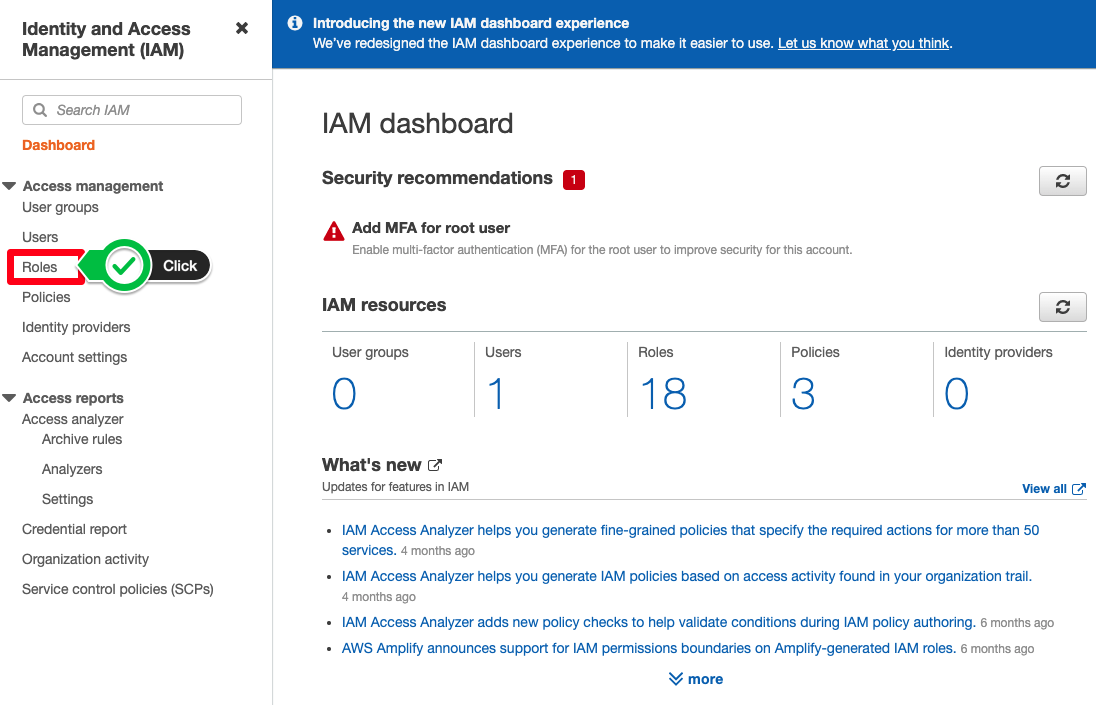 Identity and Access
Management (IAM)
Search IAM
Dashboard
Access management
User groups
Users
Roles
Click
Policies
Identity providers
Account settings
Access reports
Access analyzer
Archive rules
Analyzers
Settings
Credential report
Organization activity
Service control policies (SCPs)
Introducing the new IAM dashboard experience
We've redesigned the IAM dashboard experience to make it easier to use. Let us know what you think.
IAM dashboard
Security recommendations 1
Add MFA for root user
Enable multi-factor authentication (MFA) for the root user to improve security for this account.
IAM resources
User groups Users Roles Policies Identity providers
0 1 18 3 0
What's new
Updates for features in IAM
View all
• IAM Access Analyzer helps you generate fine-grained policies that specify the required actions for more than 50
services. 4 months ago
• IAM Access Analyzer helps you generate IAM policies based on access activity found in your organization trail.
4 months ago
• IAM Access Analyzer adds new policy checks to help validate conditions during IAM policy authoring. 6 months ago
• AWS Amplify announces support for IAM permissions boundaries on Amplify-generated IAM roles. 6 months ago
more